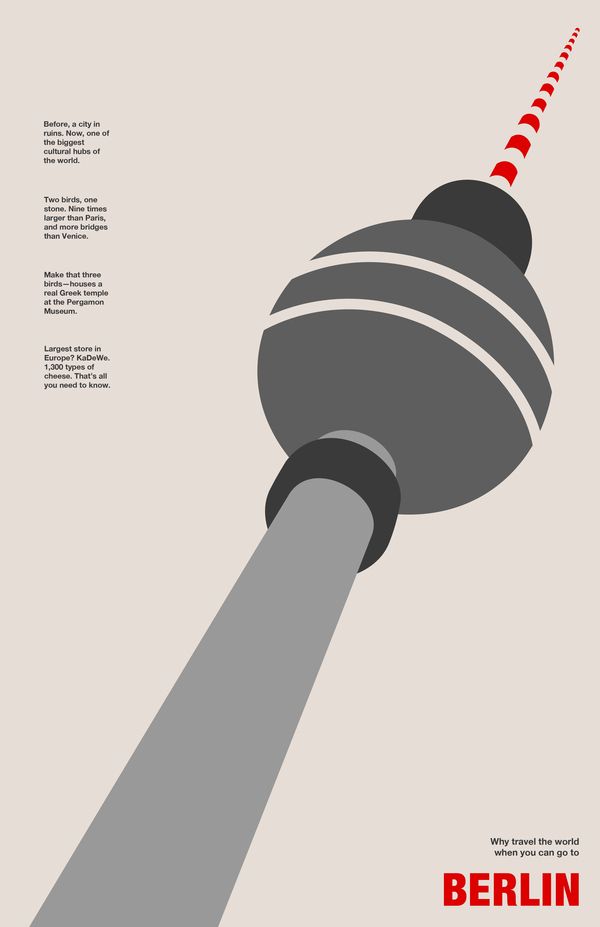 Before, a city in
ruins. Now, one of
the biggest
cultural hubs of
the world.
Two birds, one
stone. Nine times
larger than Paris,
and more bridges
than Venice.
Make that three
birds—houses a
real Greek temple
at the Pergamon
Museum.
Largest store in
Europe? KaDeWe.
1,300 types of
cheese. That's all
you need to know.
Why travel the world
when you can go to
BERLIN